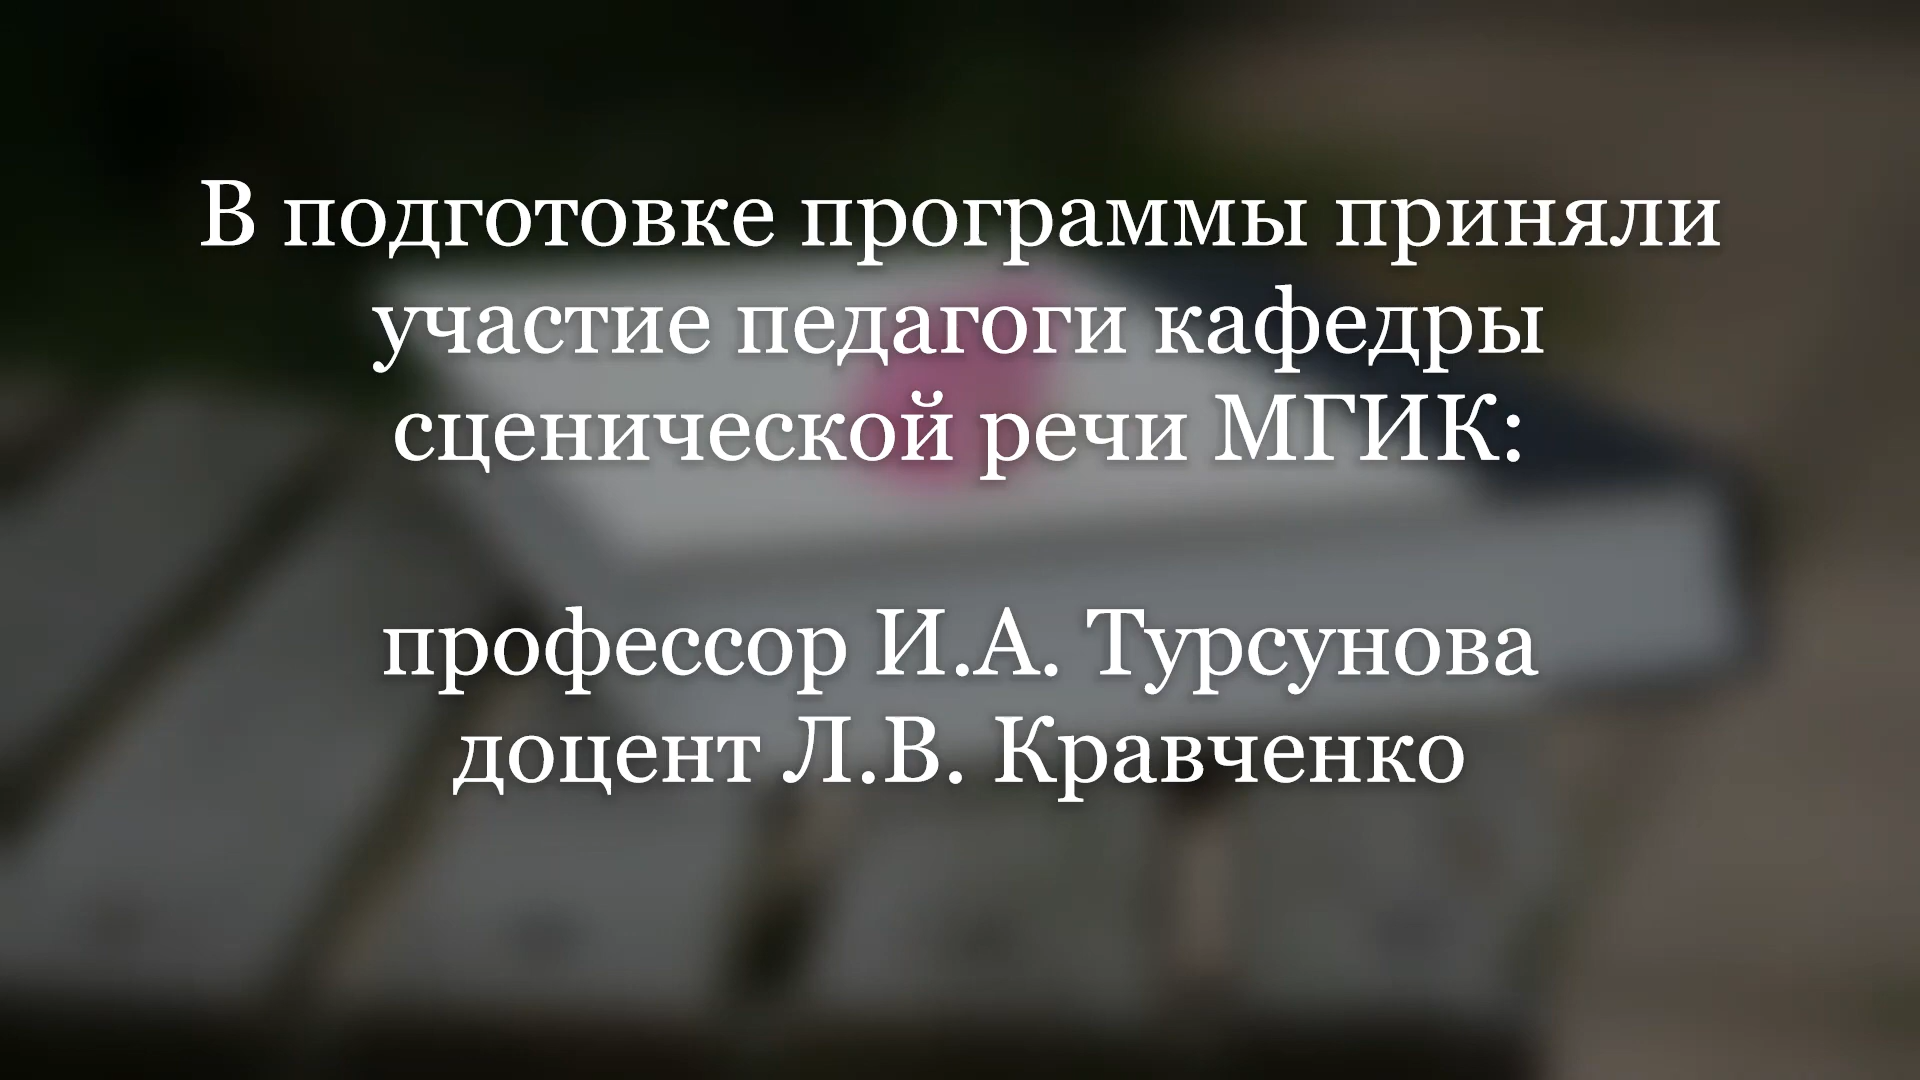 В подготовке программы приняли
участие педагоги кафедры
сценической речи МГИК:
профессор И.А. Турсунова
доцент Л.В. Кравченко